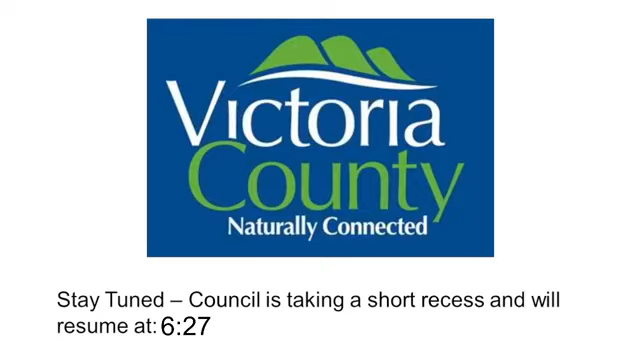 Victoria
County
Naturally Connected
Stay Tuned – Council is taking a short recess and will
resume at: 6:27